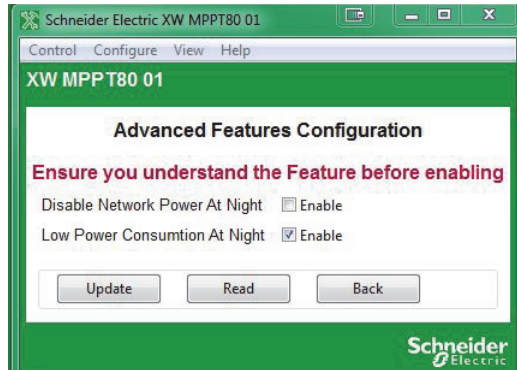 Schneider Electric XW MPPT80 01
Control Configure View Help
XW MPPT80 01
Advanced Features Configuration
Ensure you understand the Feature before enabling
Disable Network Power At Night Enable
Low Power Consumtion At Night Enable
Update Read Back
Schneider
Electric